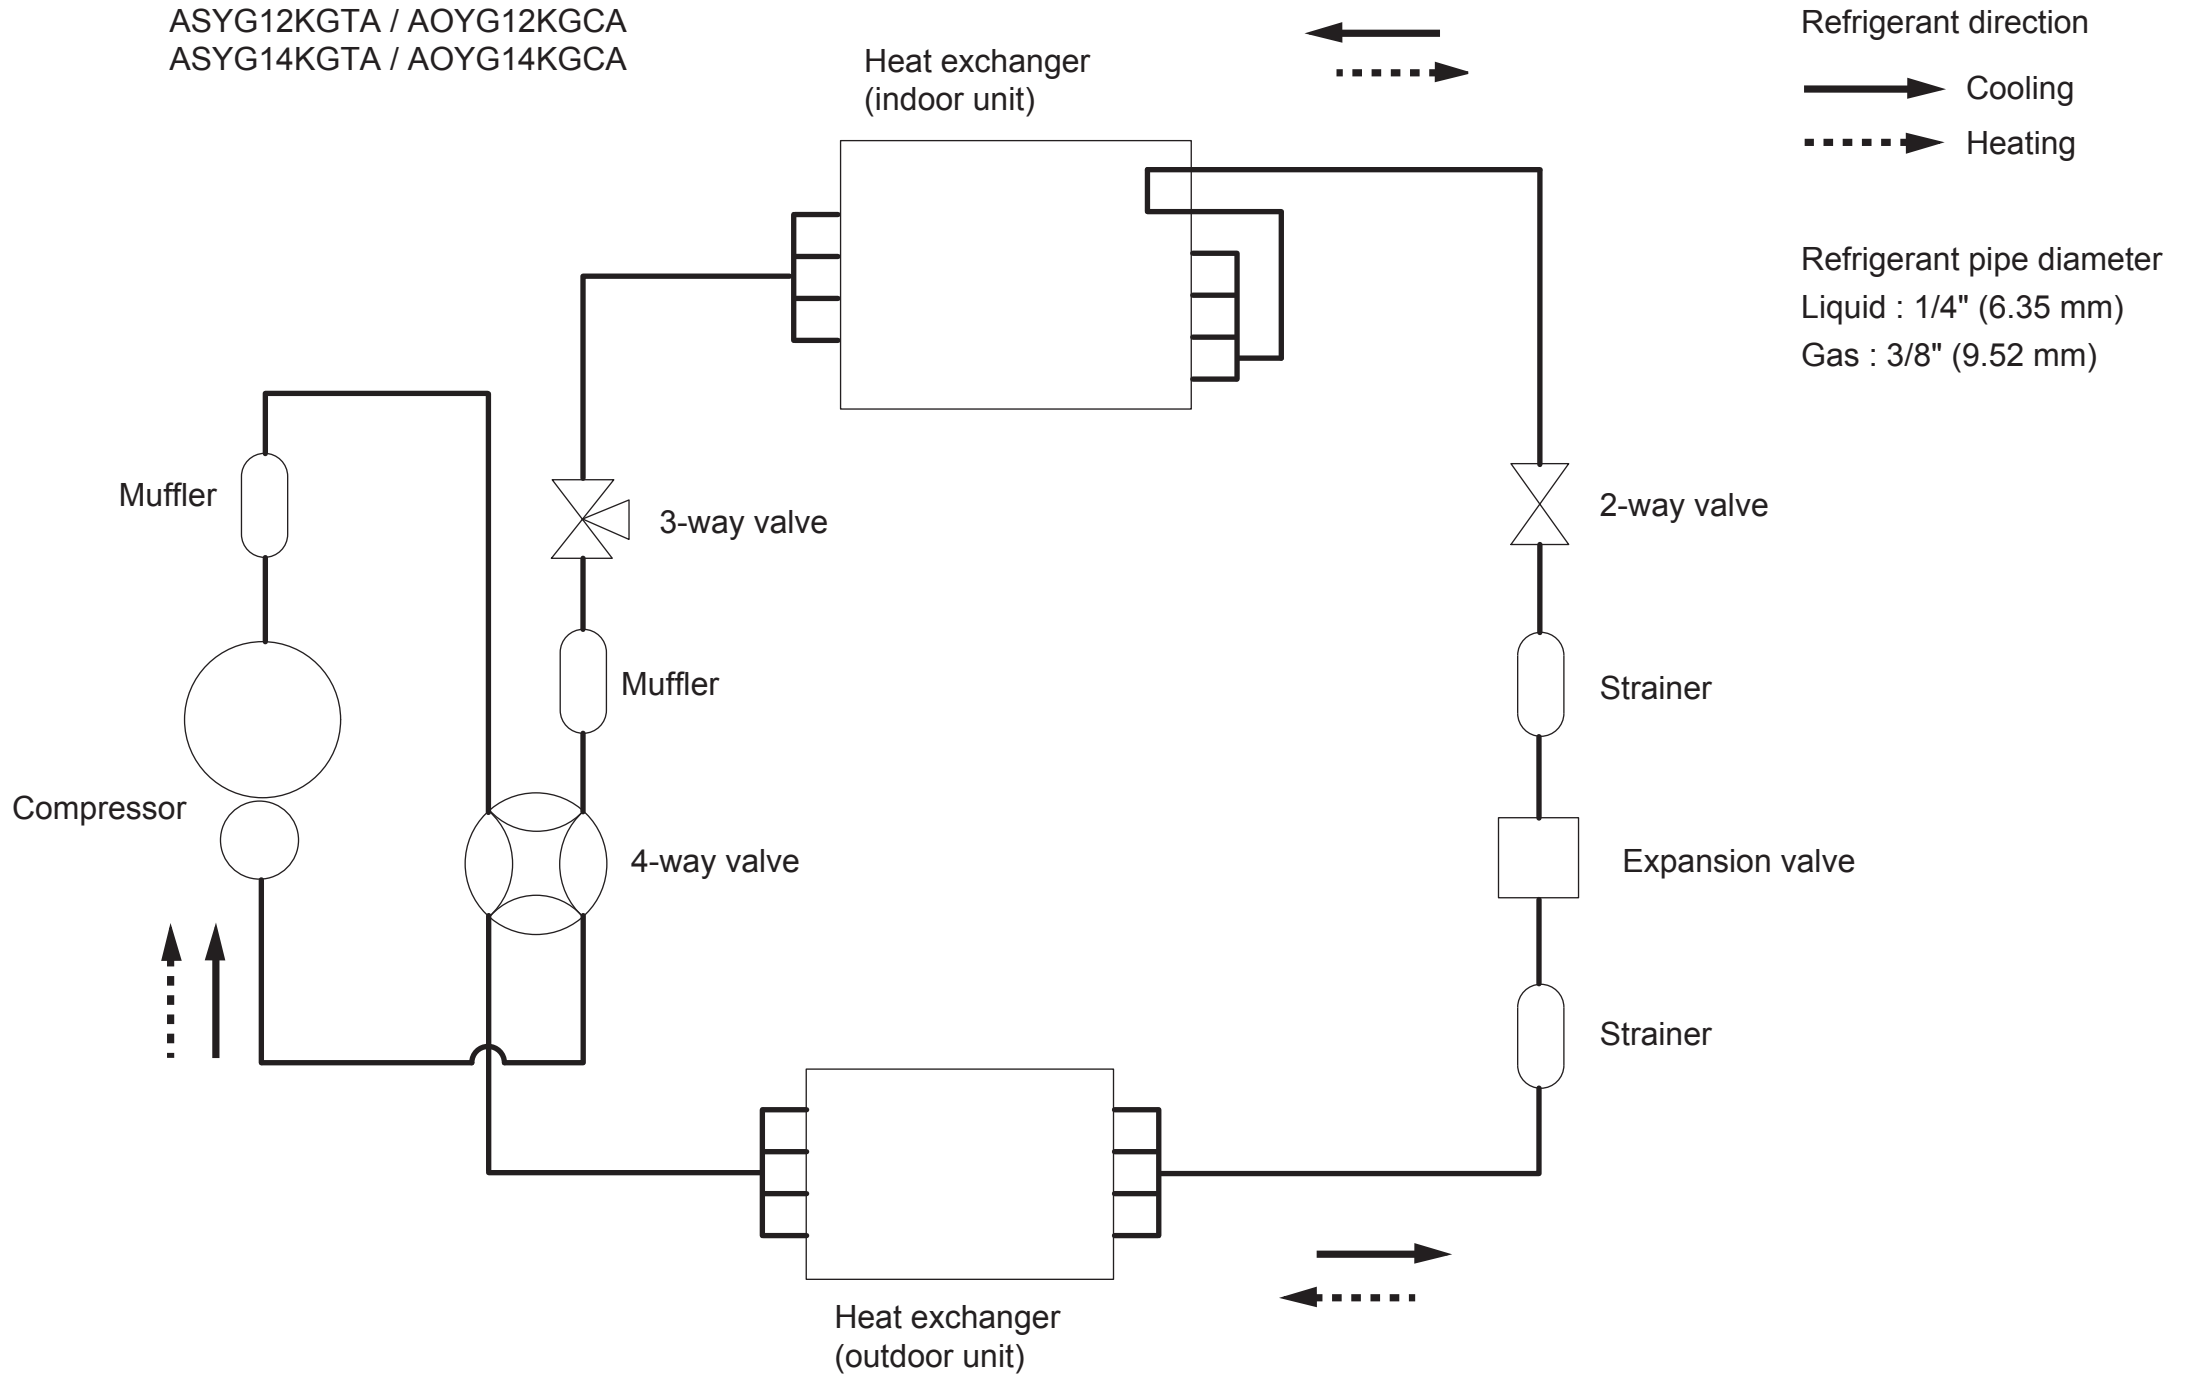 ASYG12KGTA / AOYG12KGCA
ASYG14KGTA / AOYG14KGCA
Heat exchanger
(indoor unit)
Refrigerant direction
Cooling
Heating
Refrigerant pipe diameter
Liquid : 1/4" (6.35 mm)
Gas : 3/8" (9.52 mm)
Muffler
3-way valve
2-way valve
Muffler
Strainer
Compressor
4-way valve
Expansion valve
Strainer
Heat exchanger
(outdoor unit)